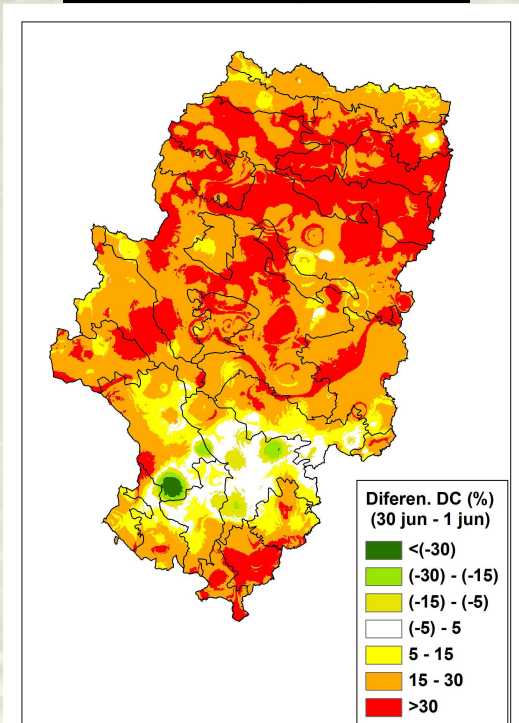 Diferen. DC (%)
(30 jun - 1 jun)
<(-30)
(-30) - (-15)
(-15) - (-5)
(-5) - 5
5 - 15
15 - 30
>30